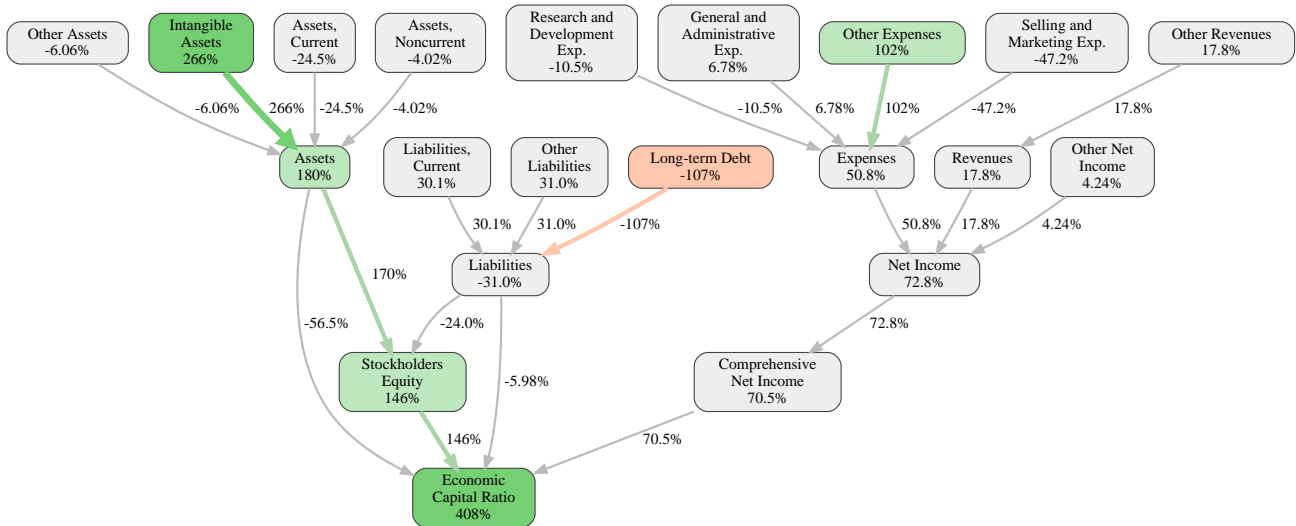 Other Assets
-6.06%
Intangible
Assets
266%
Assets,
Current
-24.5%
Assets,
Noncurrent
-4.02%
Research and
Development
Exp.
-10.5%
General and
Administrative
Exp.
6.78%
Other Expenses
102%
Selling and
Marketing Exp.
-47.2%
Other Revenues
17.8%
-6.06%
266%
-24.5%
-4.02%
-10.5%
6.78%
102%
-47.2%
17.8%
Assets
180%
Liabilities,
Current
30.1%
Other
Liabilities
31.0%
Long-term Debt
-107%
Expenses
50.8%
Revenues
17.8%
Other Net
Income
4.24%
30.1%
31.0%
-107%
50.8%
17.8%
4.24%
170%
Liabilities
-31.0%
Net Income
72.8%
-56.5%
-24.0%
72.8%
Stockholders
Equity
146%
-5.98%
Comprehensive
Net Income
70.5%
146%
70.5%
Economic
Capital Ratio
408%